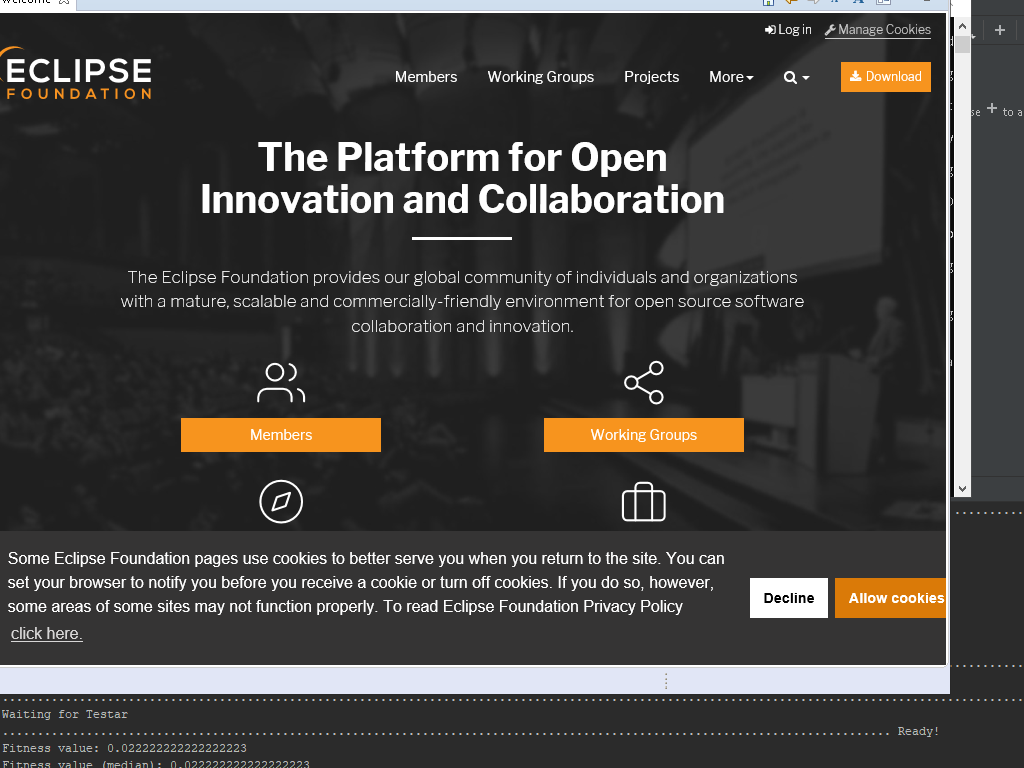 Log in Manage Cookies
ECLIPSE
FOUNDATION
Members Working Groups Projects More Download
to a
The Platform for Open
Innovation and Collaboration
The Eclipse Foundation provides our global community of individuals and organizations
with a mature, scalable and commercially-friendly environment for open source software
collaboration and innovation.
Members Working Groups
Some Eclipse Foundation pages use cookies to better serve you when you return to the site. You can
set your browser to notify you before you receive a cookie or turn off cookies. If you do so, however,
some areas of some sites may not function properly. To read Eclipse Foundation Privacy Policy
click here.
Decline Allow cookies
Waiting for Testar
Ready!
Fitness value: 0.022222222222222223
Fitness value (median): 0.022222222222222223